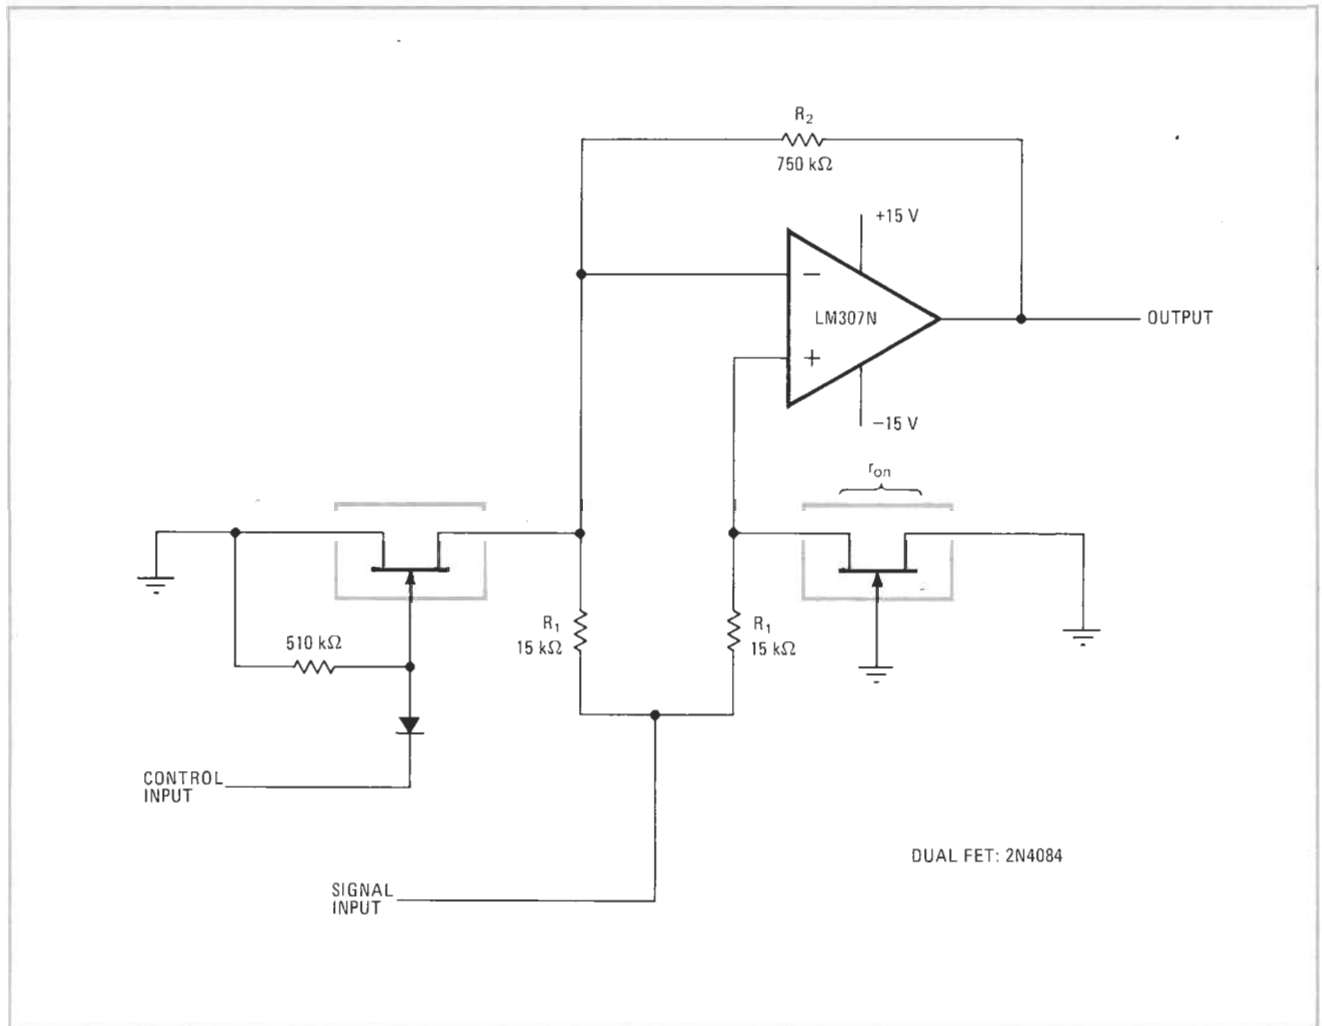 R₂
750 kΩ
+15 V
−
LM307N
OUTPUT
+
−15 V
rₒₙ
510 kΩ
R₁
15 kΩ
R₁
15 kΩ
CONTROL
INPUT
DUAL FET: 2N4084
SIGNAL
INPUT